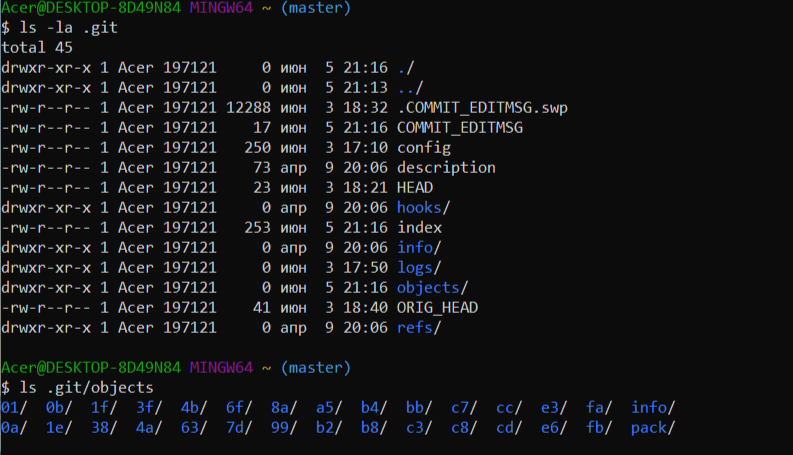 Acer@DESKTOP-8D49N84 MINGW64 ~ (master)
$ ls -la .git
total 45
drwxr-xr-x 1 Acer 197121     0 июн  5 21:16 ./
drwxr-xr-x 1 Acer 197121     0 июн  5 21:13 ../
-rw-r--r-- 1 Acer 197121 12288 июн  3 18:32 .COMMIT_EDITMSG.swp
-rw-r--r-- 1 Acer 197121    17 июн  5 21:16 COMMIT_EDITMSG
-rw-r--r-- 1 Acer 197121   250 июн  3 17:10 config
-rw-r--r-- 1 Acer 197121    73 апр  9 20:06 description
-rw-r--r-- 1 Acer 197121    23 июн  3 18:21 HEAD
drwxr-xr-x 1 Acer 197121     0 апр  9 20:06 hooks/
-rw-r--r-- 1 Acer 197121   253 июн  5 21:16 index
drwxr-xr-x 1 Acer 197121     0 апр  9 20:06 info/
drwxr-xr-x 1 Acer 197121     0 июн  3 17:50 logs/
drwxr-xr-x 1 Acer 197121     0 июн  5 21:16 objects/
-rw-r--r-- 1 Acer 197121    41 июн  3 18:40 ORIG_HEAD
drwxr-xr-x 1 Acer 197121     0 апр  9 20:06 refs/
Acer@DESKTOP-8D49N84 MINGW64 ~ (master)
$ ls .git/objects
01/  0b/  1f/  3f/  4b/  6f/  8a/  a5/  b4/  bb/  c7/  cc/  e3/  fa/  info/
0a/  1e/  38/  4a/  63/  7d/  99/  b2/  b8/  c3/  c8/  cd/  e6/  fb/  pack/